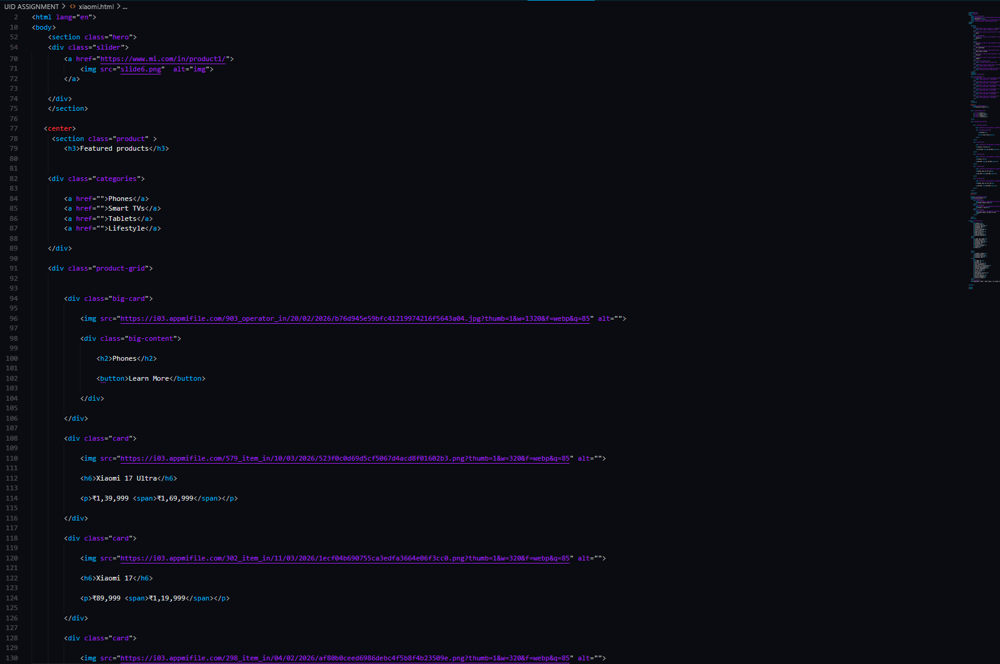 UID ASSIGNMENT > <> xiaomi.html > ...
2 <html lang="en">
10 <body>
52 <section class="hero">
54 <div class="slider">
70 <a href="https://www.mi.com/in/product1/">
71 <img src="slide6.png"  alt="img">
72 </a>
73
74 </div>
75 </section>
76
77 <center>
78 <section class="product" >
79 <h3>Featured products</h3>
80
81
82 <div class="categories">
83
84 <a href="">Phones</a>
85 <a href="">Smart TVs</a>
86 <a href="">Tablets</a>
87 <a href="">Lifestyle</a>
88
89 </div>
90
91 <div class="product-grid">
92
93
94 <div class="big-card">
95
96 <img src="https://i03.appmifile.com/903_operator_in/20/02/2026/b76d945e59bfc41219974216f5643a04.jpg?thumb=1&w=1320&f=webp&q=85" alt="">
97
98 <div class="big-content">
99
100 <h2>Phones</h2>
101
102 <button>Learn More</button>
103
104 </div>
105
106 </div>
107
108 <div class="card">
109
110 <img src="https://i03.appmifile.com/579_item_in/10/03/2026/523f0c0d69d5cf5067d4acd8f01602b3.png?thumb=1&w=320&f=webp&q=85" alt="">
111
112 <h6>Xiaomi 17 Ultra</h6>
113
114 <p>₹1,39,999 <span>₹1,69,999</span></p>
115
116 </div>
117
118 <div class="card">
119
120 <img src="https://i03.appmifile.com/302_item_in/11/03/2026/1ecf04b690755ca3edfa3664e06f3cc0.png?thumb=1&w=320&f=webp&q=85" alt="">
121
122 <h6>Xiaomi 17</h6>
123
124 <p>₹89,999 <span>₹1,19,999</span></p>
125
126 </div>
127
128 <div class="card">
129
130 <img src="https://i03.appmifile.com/298_item_in/04/02/2026/af80b0ceed6986debc4f5b8f4b23509e.png?thumb=1&w=320&f=webp&q=85" alt="">